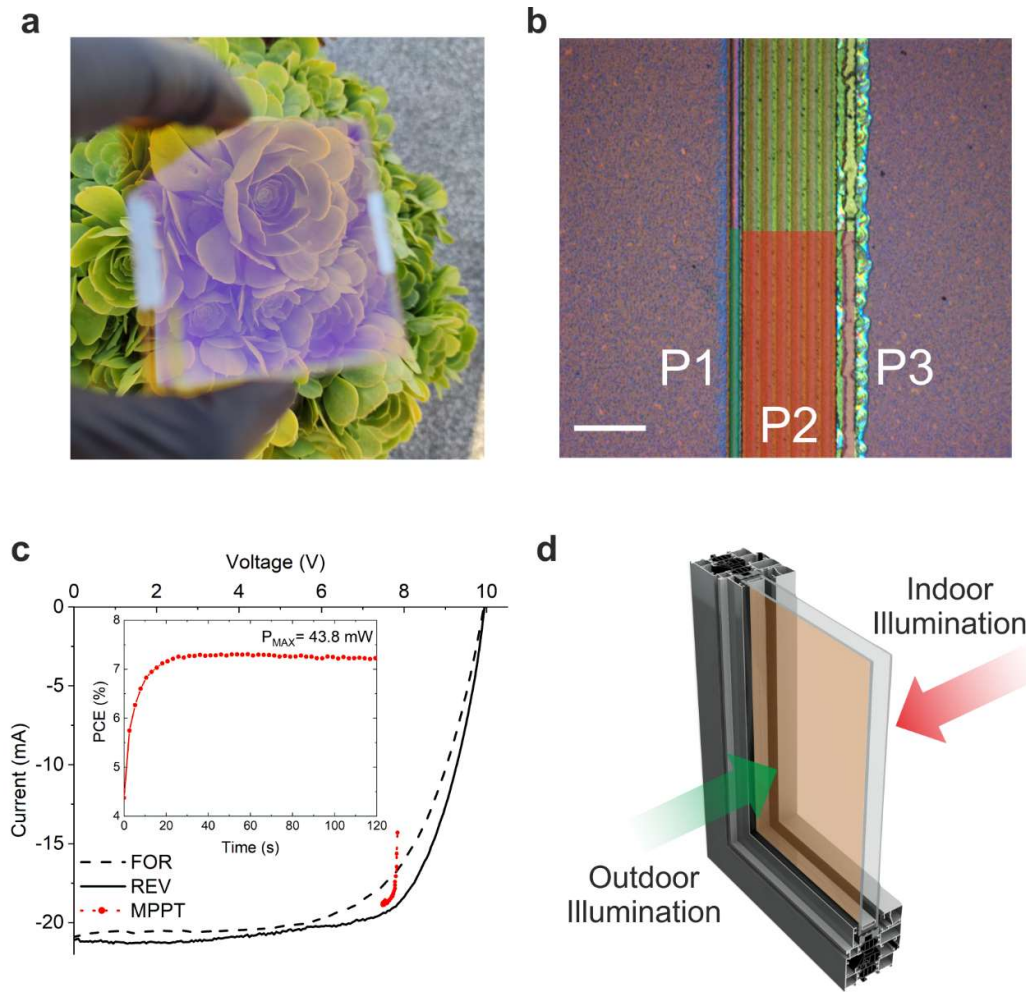 a
b
P1
P2
P3
c
Voltage (V)
0 2 4 6 8 10
0
-5
-10
-15
-20
Current (mA)
P_MAX= 43.8 mW
8
7
6
5
4
PCE (%)
0 20 40 60 80 100 120
Time (s)
FOR
REV
MPPT
d
Indoor
Illumination
Outdoor
Illumination